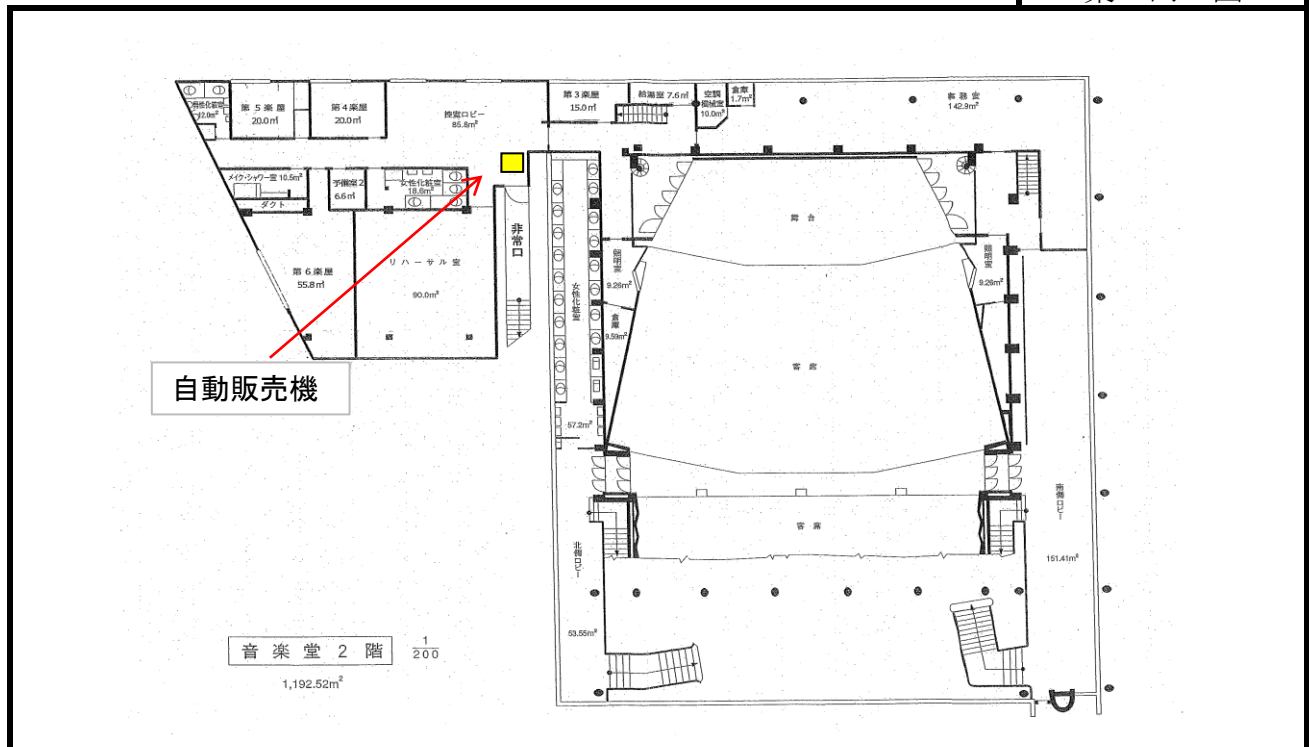 第5楽屋
20.0㎡
第4楽屋
20.0㎡
控室ロビー
85.8m²
第3楽屋
15.0㎡
給湯室 7.6㎡
空調
機械室
10.0m²
倉庫
1.7m²
事務室
142.9m²
12.0m²
メイク・シャワー室 10.5m²
ダクト
予備室2
6.6㎡
女性化粧室
18.6m²
非常口
舞台
照明室
9.26m²
照明室
9.26m²
第6楽屋
55.8㎡
リハーサル室
90.0m²
女性化粧室
倉庫
9.59m²
客席
自動販売機
57.2m²
客席
南側ロビー
151.41m²
北側ロビー
53.55m²
音楽堂2階
1/200
1,192.52m²